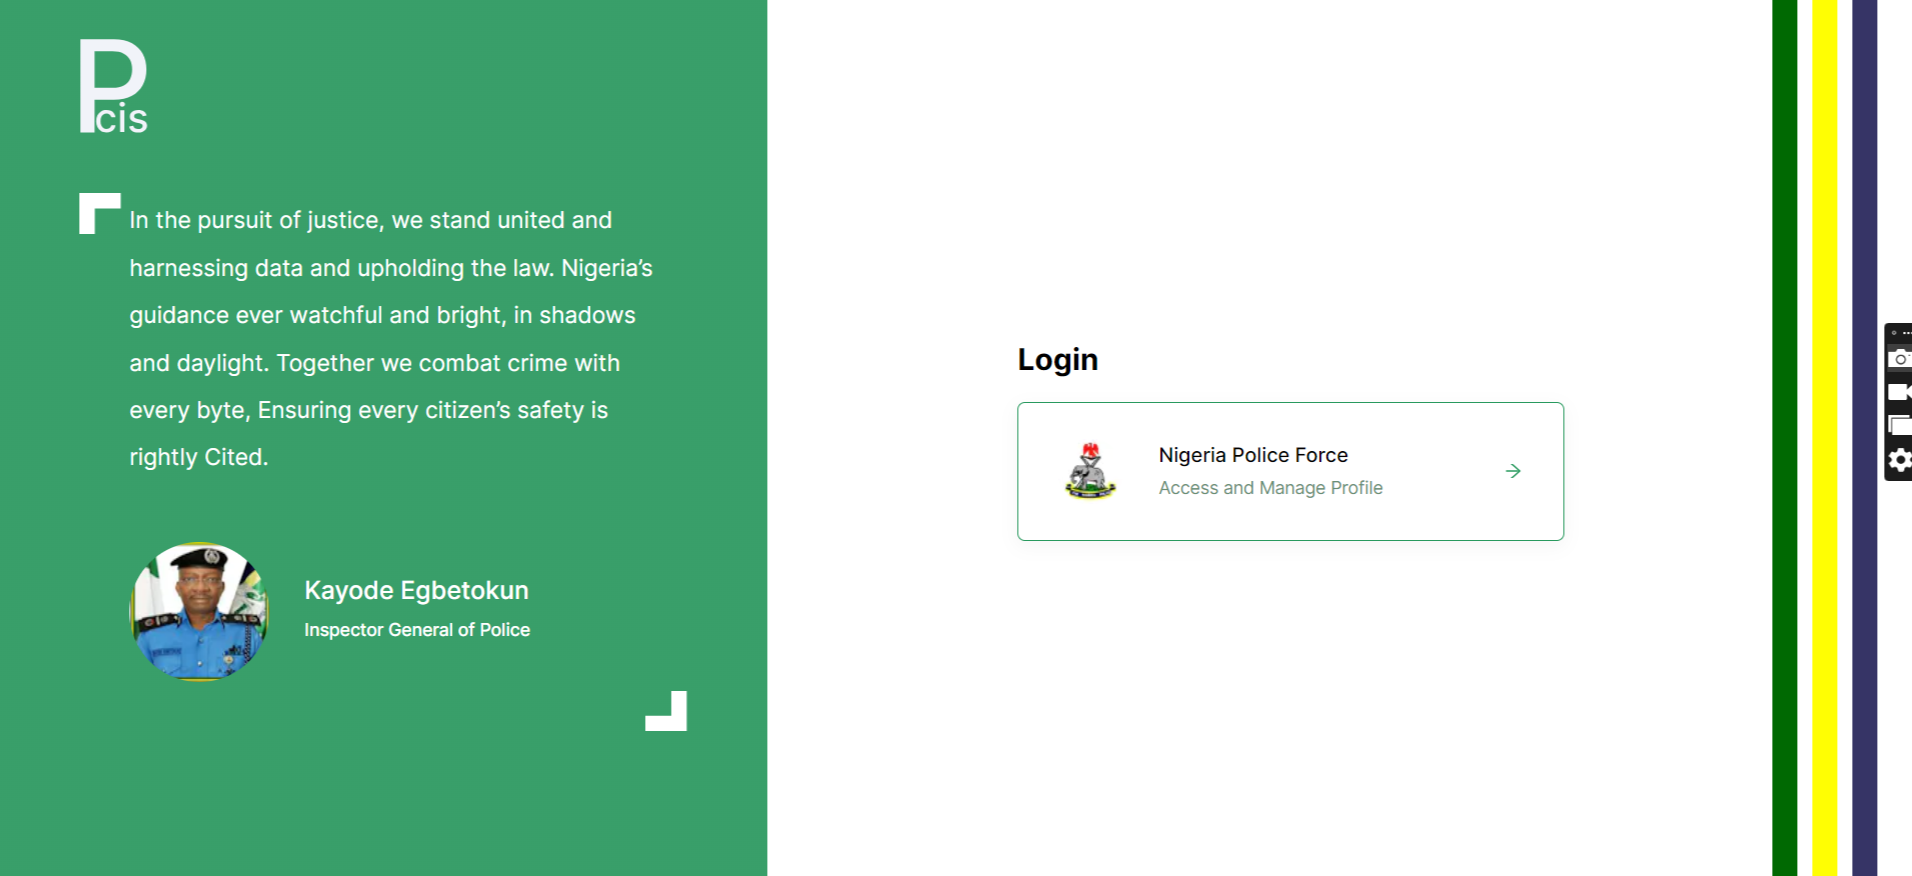 Pcis
In the pursuit of justice, we stand united and
harnessing data and upholding the law. Nigeria’s
guidance ever watchful and bright, in shadows
and daylight. Together we combat crime with
every byte, Ensuring every citizen’s safety is
rightly Cited.
Kayode Egbetokun
Inspector General of Police
Login
Nigeria Police Force
Access and Manage Profile